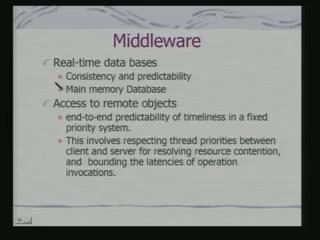 Middleware
Real-time data bases
Consistency and predictability
Main memory Database
Access to remote objects
end-to-end predictability of timeliness in a fixed
priority system.
This involves respecting thread priorities between
client and server for resolving resource contention,
and bounding the latencies of operation
invocations.